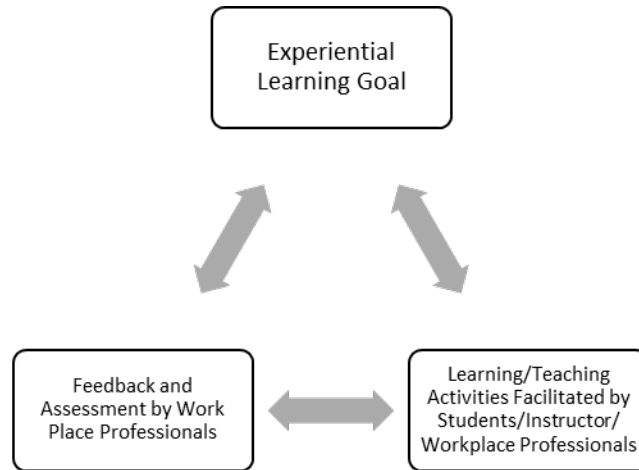 Experiential
Learning Goal
Feedback and
Assessment by Work
Place Professionals
Learning/Teaching
Activities Facilitated by
Students/Instructor/
Workplace Professionals